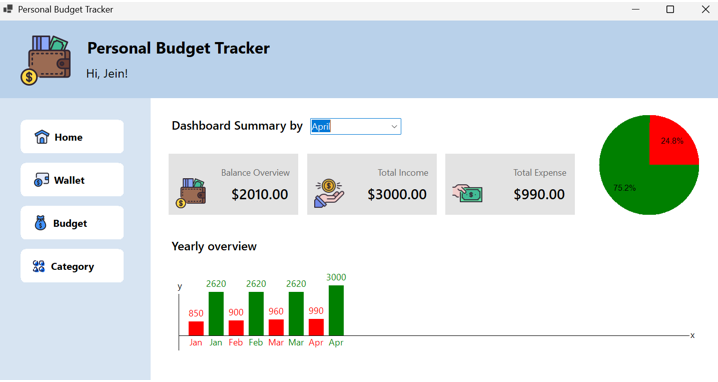 Personal Budget Tracker
Personal Budget Tracker
Hi, Jein!
Home
Wallet
Budget
Category
Dashboard Summary by April
Balance Overview
$2010.00
Total Income
$3000.00
Total Expense
$990.00
24.8%
75.2%
Yearly overview
y
850 2620 900 2620 960 2620 990 3000
x
Jan Jan Feb Feb Mar Mar Apr Apr